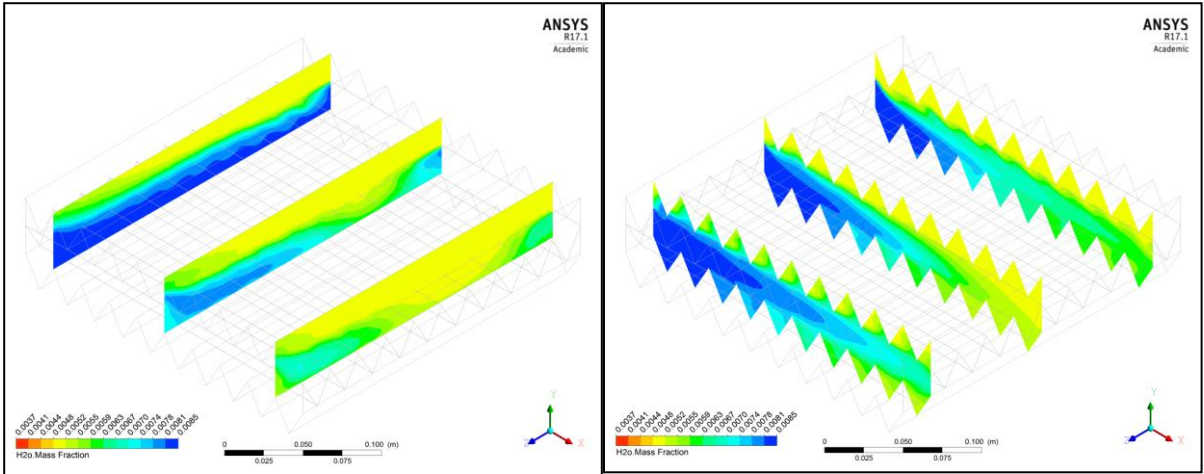 ANSYS
R17.1
Academic
0.0037
0.0041
0.0044
0.0048
0.0052
0.0055
0.0059
0.0063
0.0067
0.0070
0.0074
0.0078
0.0081
0.0085
H2o.Mass Fraction
0 0.050 0.100 (m)
0.025 0.075
Y
Z X
ANSYS
R17.1
Academic
0.0037
0.0041
0.0044
0.0048
0.0052
0.0055
0.0059
0.0063
0.0067
0.0070
0.0074
0.0078
0.0081
0.0085
H2o.Mass Fraction
0 0.050 0.100 (m)
0.025 0.075
Y
Z X